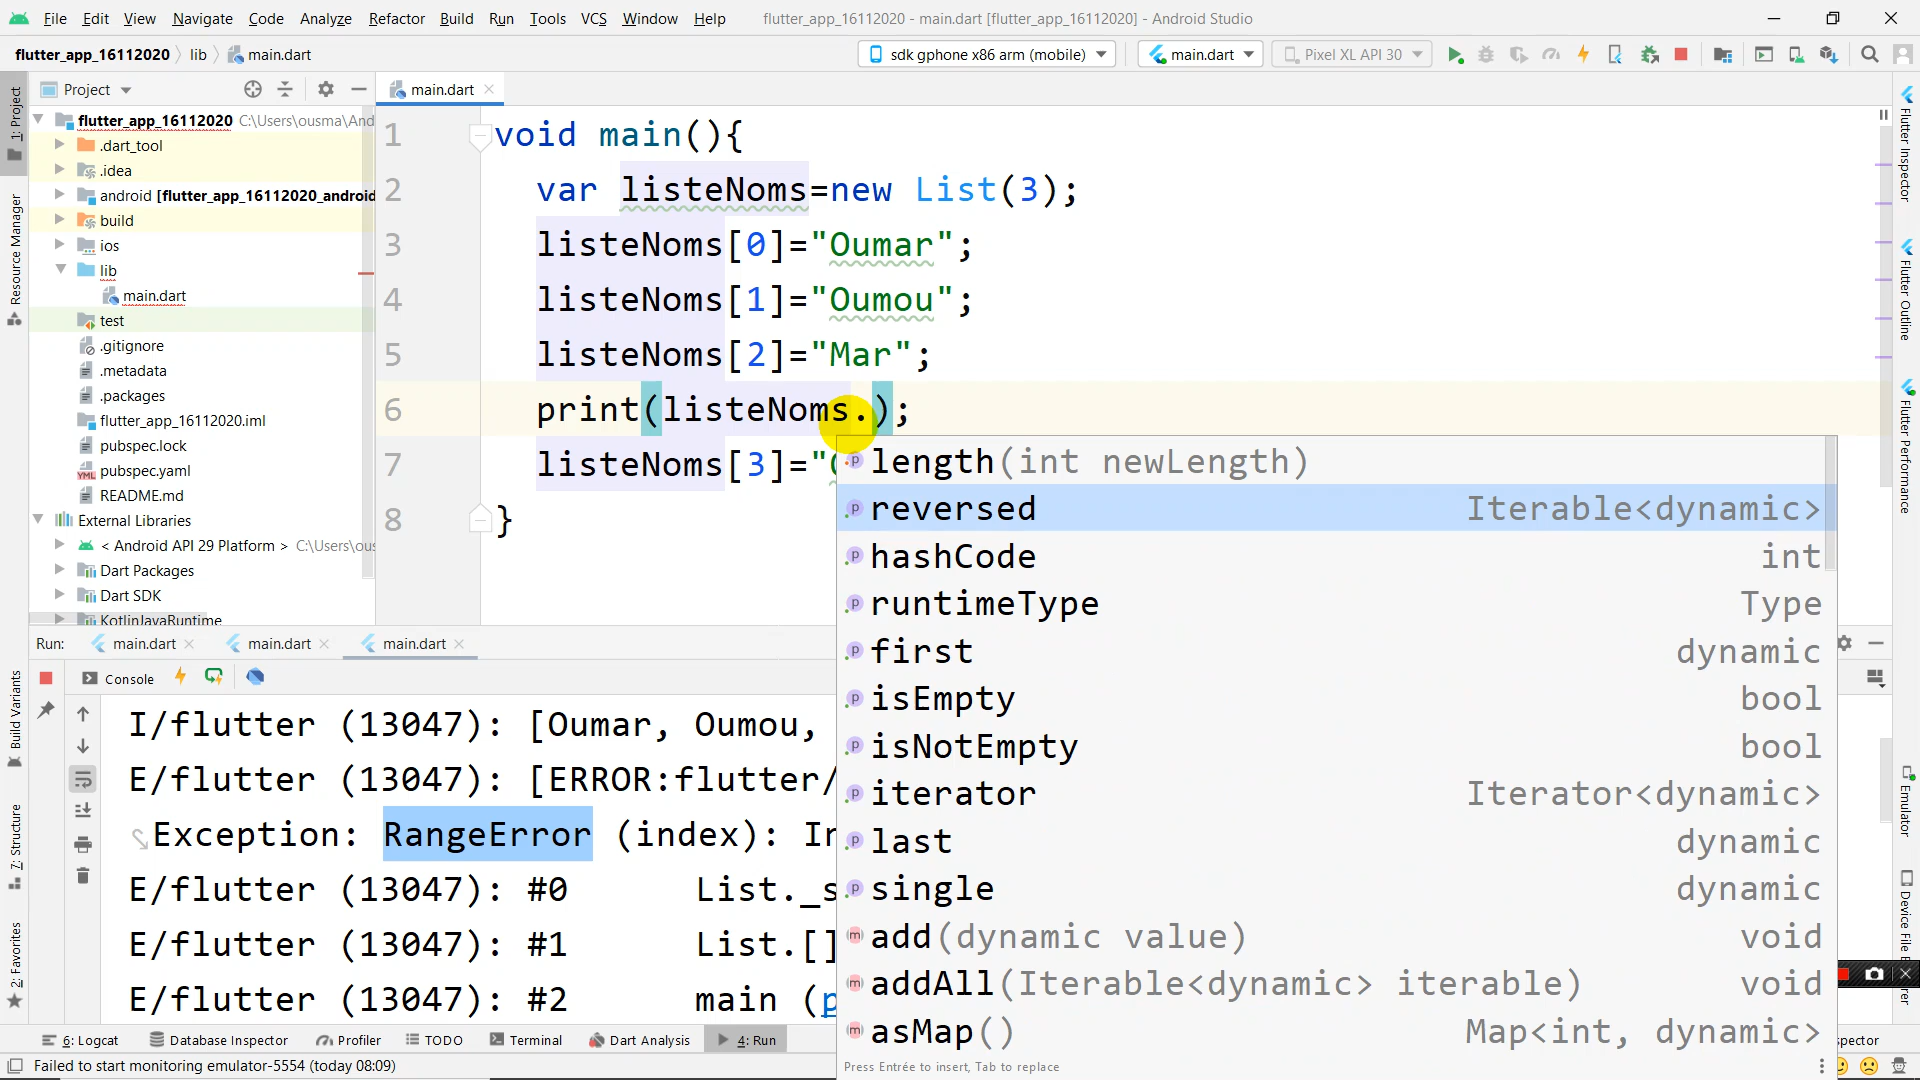 File Edit View Navigate Code Analyze Refactor Build Run Tools VCS Window Help flutter_app_16112020 - main.dart [flutter_app_16112020] - Android Studio
flutter_app_16112020 lib main.dart sdk gphone x86 arm (mobile) main.dart Pixel XL API 30
Project main.dart
flutter_app_16112020 C:\Users\ousma\And
.dart_tool
.idea
android [flutter_app_16112020_android
build
ios
lib
main.dart
test
.gitignore
.metadata
.packages
flutter_app_16112020.iml
pubspec.lock
pubspec.yaml
README.md
External Libraries
< Android API 29 Platform > C:\Users\ous
Dart Packages
Dart SDK
KotlinJavaRuntime
1 void main(){
2 var listeNoms=new List(3);
3 listeNoms[0]="Oumar";
4 listeNoms[1]="Oumou";
5 listeNoms[2]="Mar";
6 print(listeNoms.);
7 listeNoms[3]="
8 }
length(int newLength)
reversed Iterable<dynamic>
hashCode int
runtimeType Type
first dynamic
isEmpty bool
isNotEmpty bool
iterator Iterator<dynamic>
last dynamic
single dynamic
add(dynamic value) void
addAll(Iterable<dynamic> iterable) void
asMap() Map<int, dynamic>
Press Entrée to insert, Tab to replace
Run: main.dart main.dart main.dart
Console
I/flutter (13047): [Oumar, Oumou,
E/flutter (13047): [ERROR:flutter/
Exception: RangeError (index): In
E/flutter (13047): #0 List._s
E/flutter (13047): #1 List.[]
E/flutter (13047): #2 main (p
6: Logcat Database Inspector Profiler TODO Terminal Dart Analysis 4: Run spector
Failed to start monitoring emulator-5554 (today 08:09)
1: Project
Resource Manager
Build Variants
7: Structure
2: Favorites
Flutter Inspector
Flutter Outline
Flutter Performance
Emulator
Device File E
rer